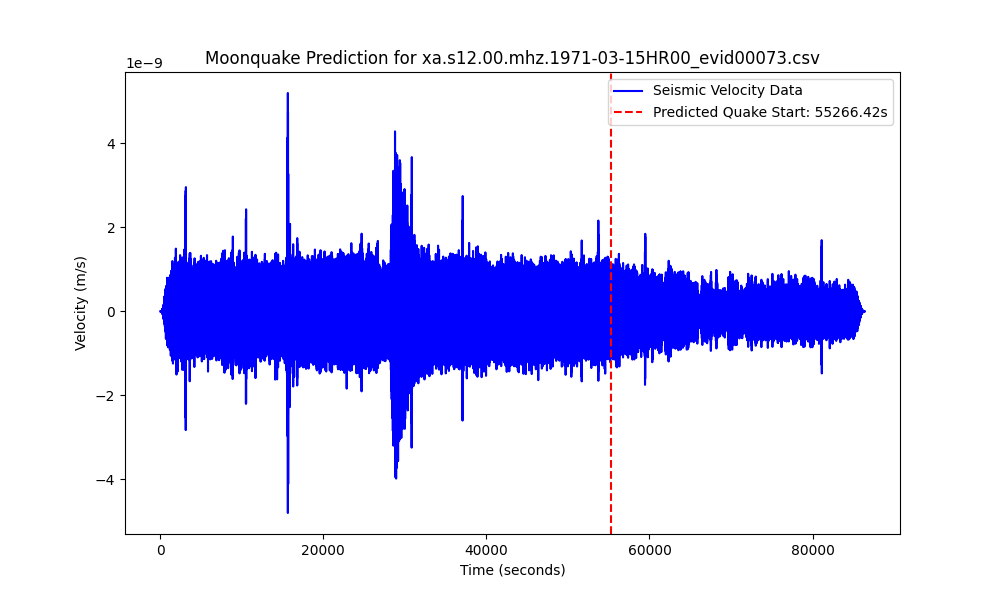 Moonquake Prediction for xa.s12.00.mhz.1971-03-15HR00_evid00073.csv
1e−9
Seismic Velocity Data
Predicted Quake Start: 55266.42s
4
2
0
−2
−4
Velocity (m/s)
0 20000 40000 60000 80000
Time (seconds)